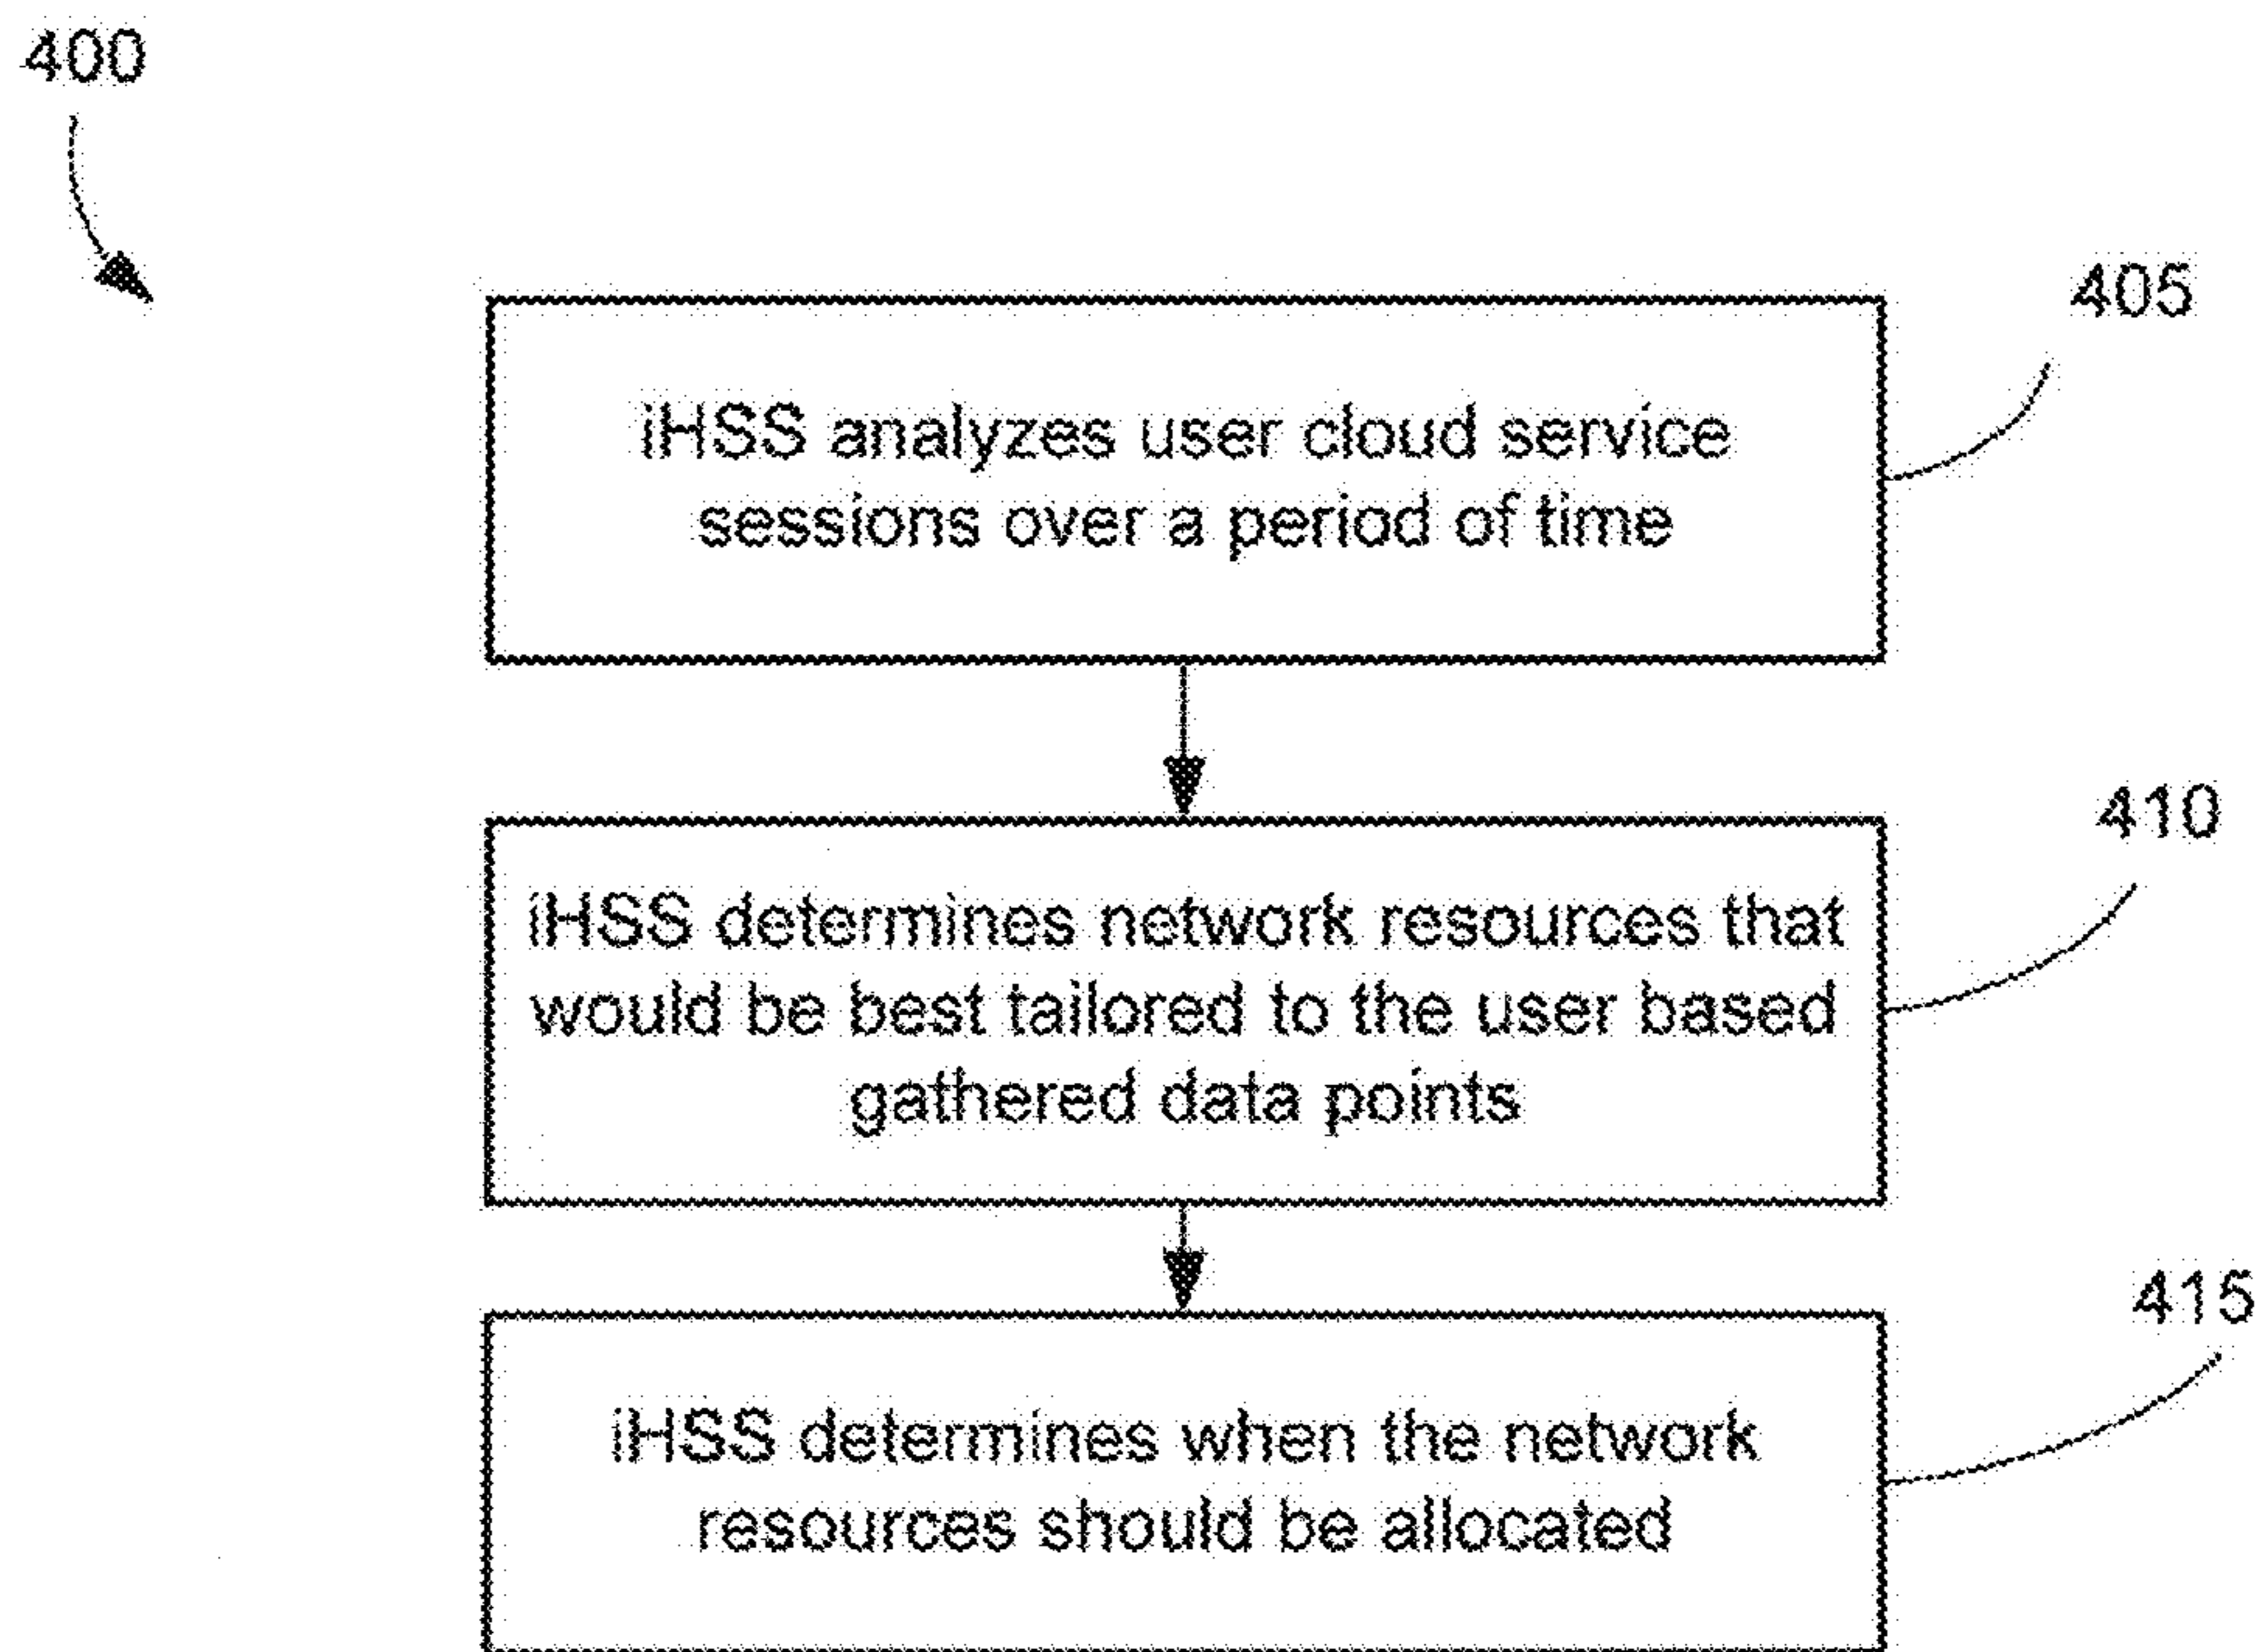 400
405
iHSS analyzes user cloud service
sessions over a period of time
410
iHSS determines network resources that
would be best tailored to the user based
gathered data points
415
iHSS determines when the network
resources should be allocated